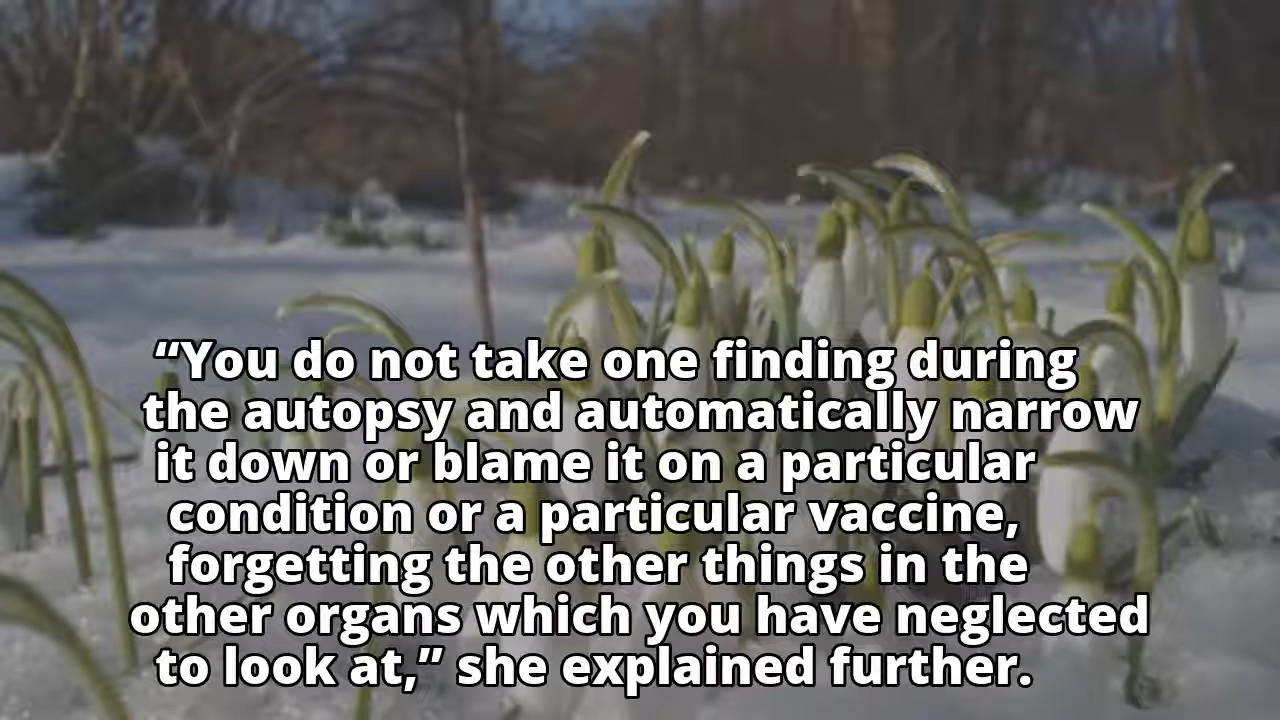 “You do not take one finding during
the autopsy and automatically narrow
it down or blame it on a particular
condition or a particular vaccine,
forgetting the other things in the
other organs which you have neglected
to look at,” she explained further.